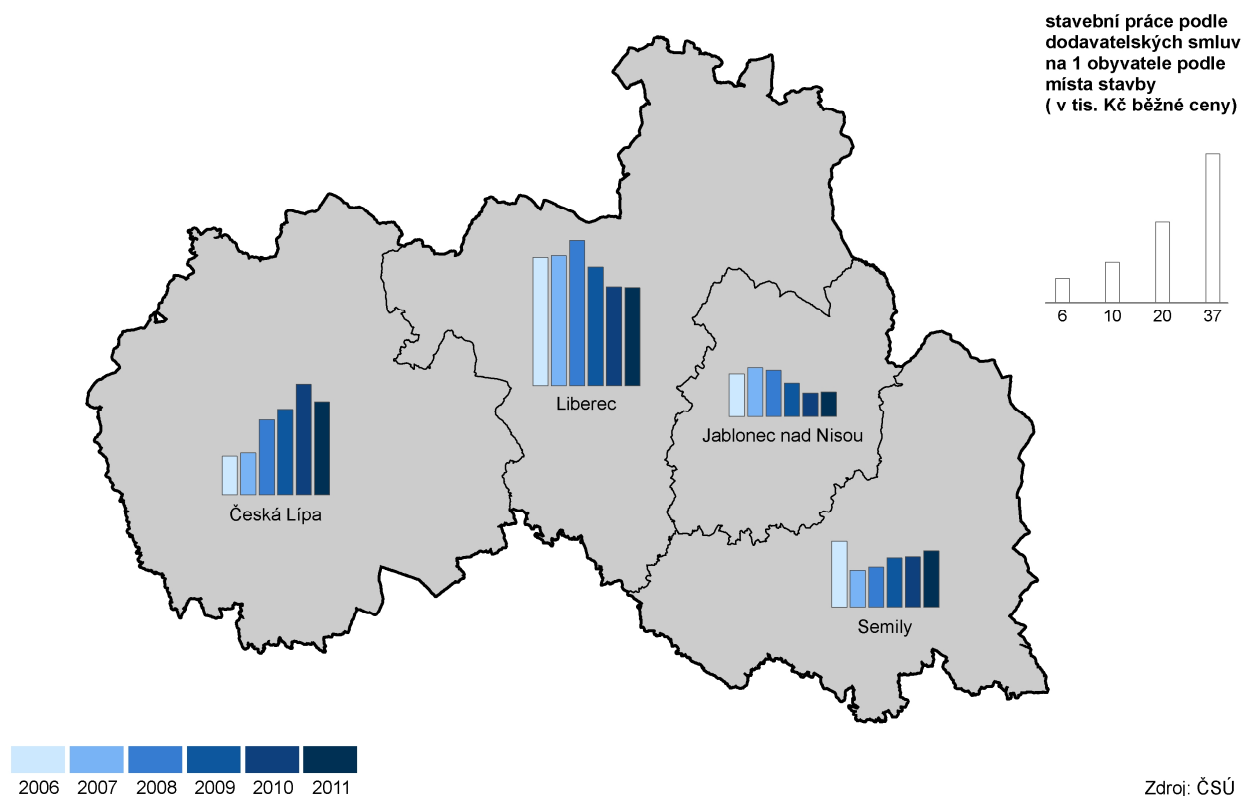 stavební práce podle
dodavatelských smluv
na 1 obyvatele podle
místa stavby
( v tis. Kč běžné ceny)
6 10 20 37
Liberec
Jablonec nad Nisou
Česká Lípa
Semily
2006 2007 2008 2009 2010 2011
Zdroj: ČSÚ